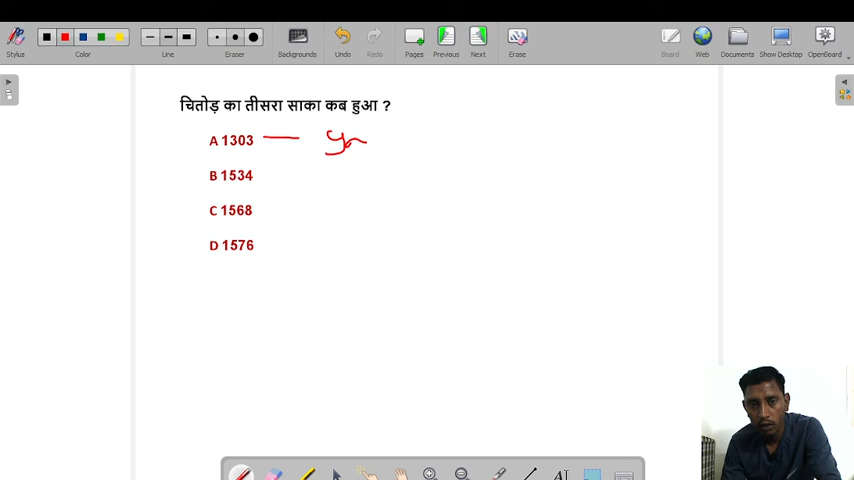 Stylus
Color
Line
Eraser
Backgrounds
Undo
Redo
Pages
Previous
Next
Erase
Board
Web
Documents
Show Desktop
OpenBoard
चितोड़ का तीसरा साका कब हुआ ?
A 1303
B 1534
C 1568
D 1576